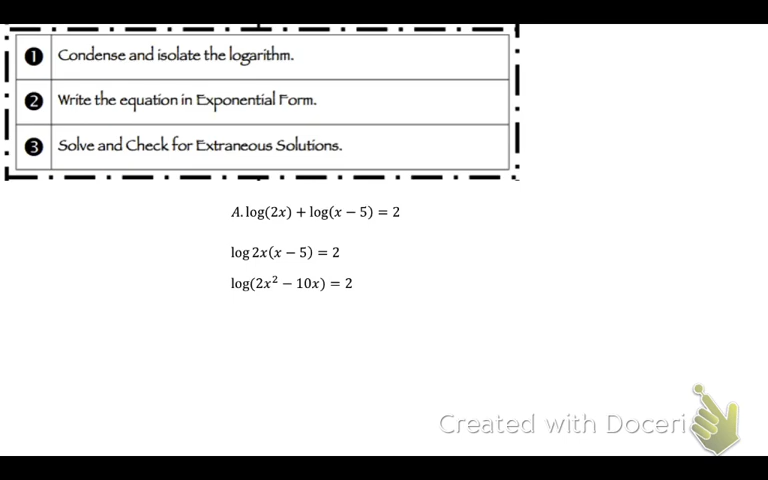 1 Condense and isolate the logarithm.
2 Write the equation in Exponential Form.
3 Solve and Check for Extraneous Solutions.
A. log(2x) + log(x − 5) = 2
log 2x(x − 5) = 2
log(2x² − 10x) = 2
Created with Doceri